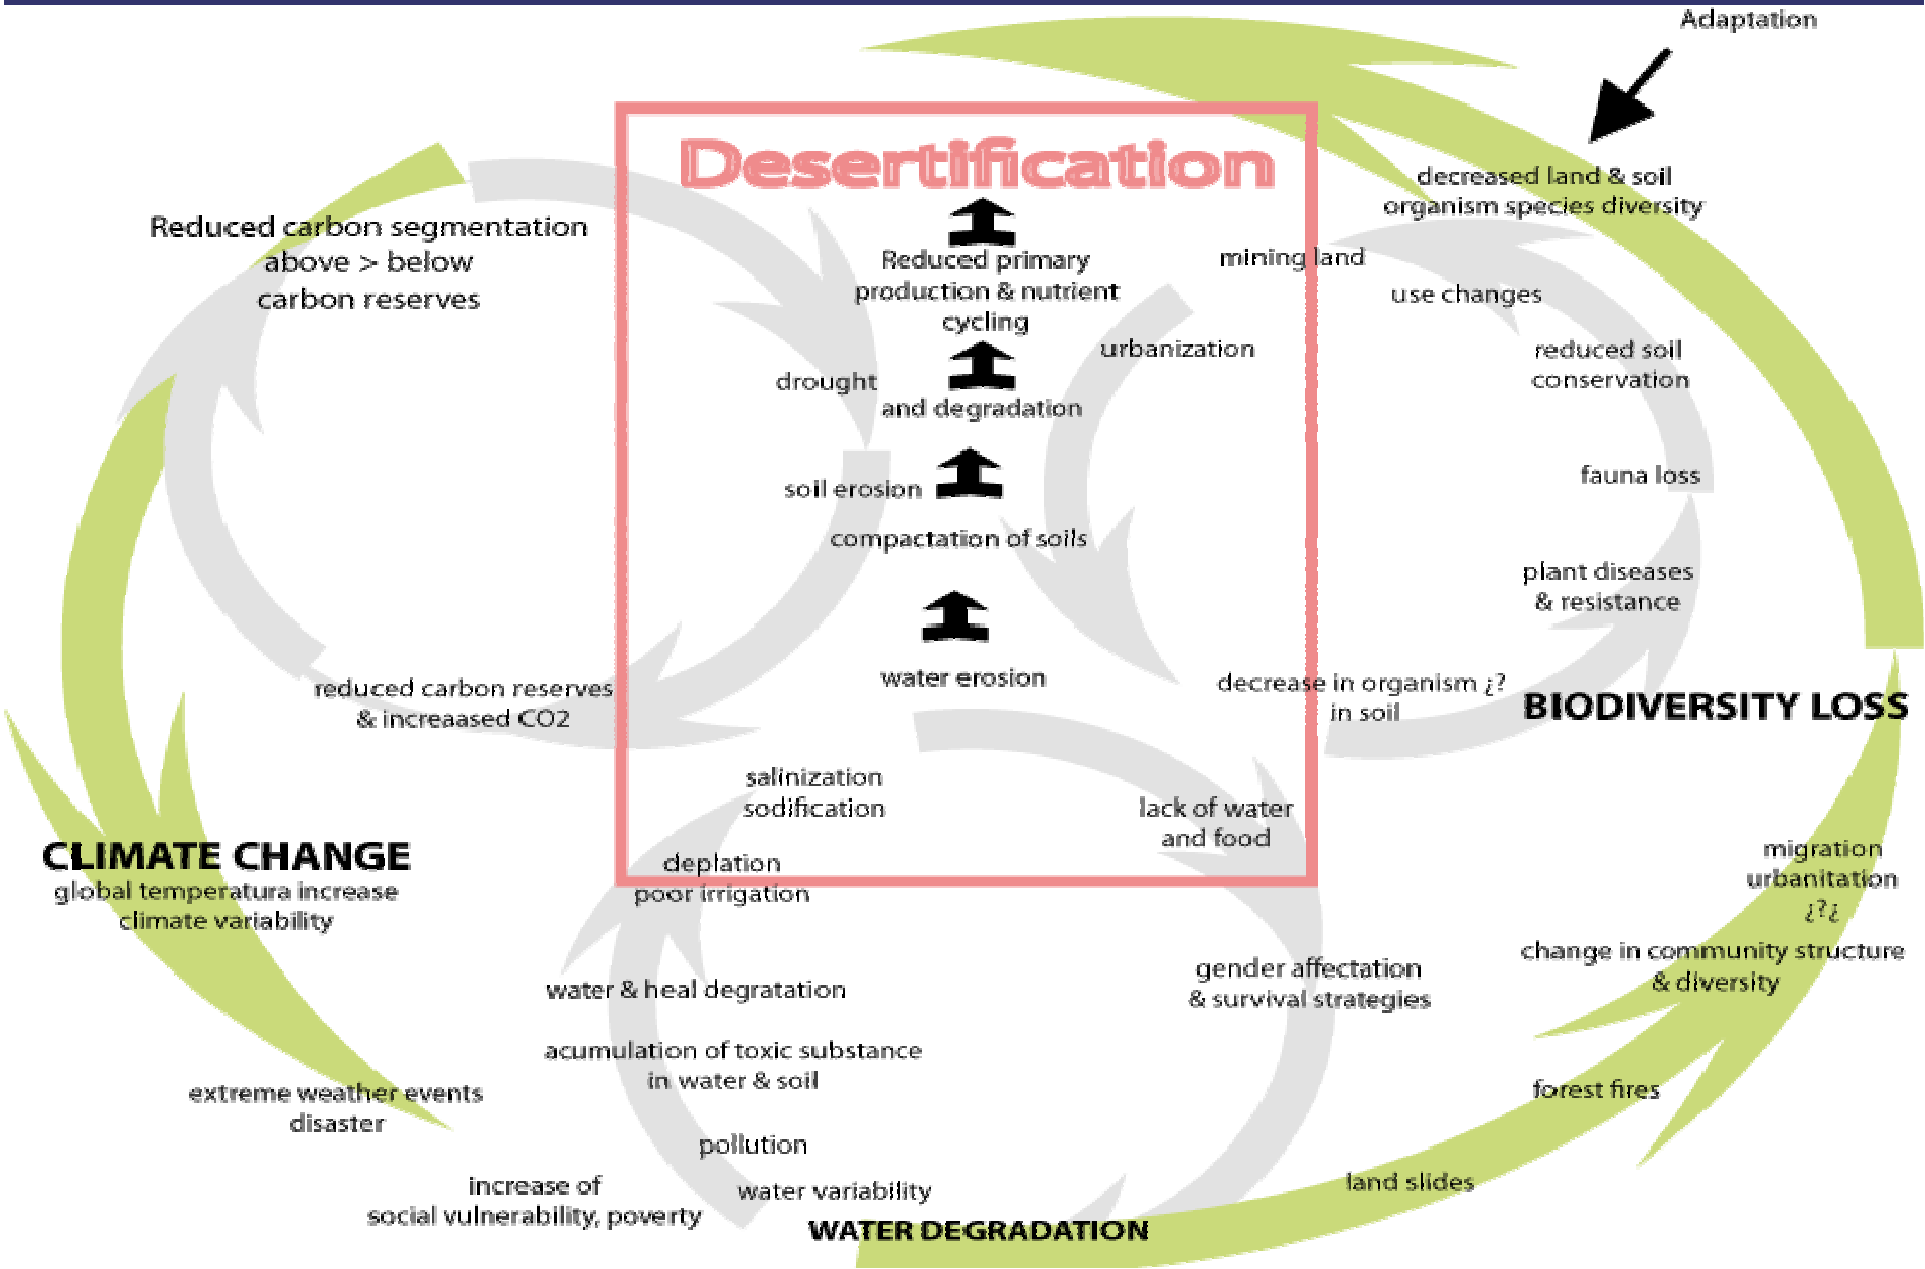 Adaptation
Desertification
decreased land & soil
organism species diversity
Reduced carbon segmentation
above > below
carbon reserves
Reduced primary
production & nutrient
cycling
mining land
use changes
urbanization
reduced soil
conservation
drought
and degradation
soil erosion
fauna loss
compactation of soils
plant diseases
& resistance
water erosion
reduced carbon reserves
& increaased CO2
decrease in organism ¿?
in soil
BIODIVERSITY LOSS
salinization
sodification
lack of water
and food
CLIMATE CHANGE
global temperatura increase
climate variability
deplation
poor irrigation
migration
urbanitation
¿?¿
change in community structure
& diversity
gender affectation
& survival strategies
water & heal degratation
acumulation of toxic substance
in water & soil
extreme weather events
disaster
forest fires
pollution
increase of
social vulnerability, poverty
water variability
land slides
WATER DEGRADATION